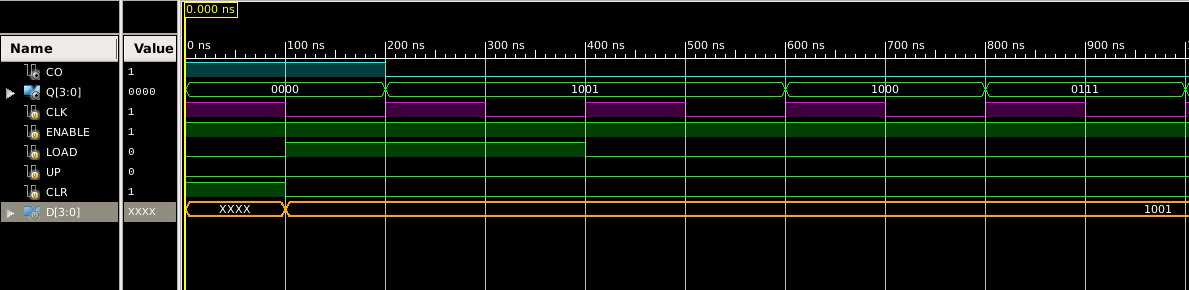 0.000 ns
Name Value 0 ns 100 ns 200 ns 300 ns 400 ns 500 ns 600 ns 700 ns 800 ns 900 ns
CO 1
Q[3:0] 0000 0000 1001 1000 0111
CLK 1
ENABLE 1
LOAD 0
UP 0
CLR 1
D[3:0] XXXX XXXX 1001